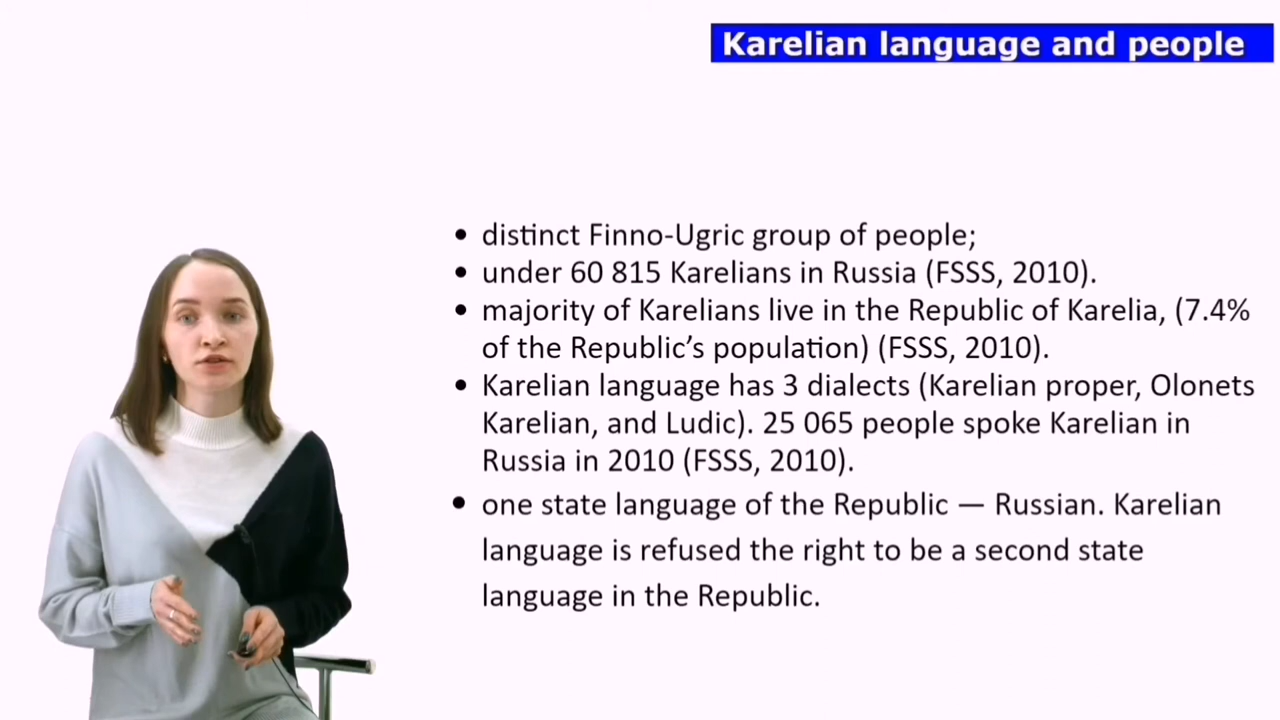 Karelian language and people
• distinct Finno-Ugric group of people;
• under 60 815 Karelians in Russia (FSSS, 2010).
• majority of Karelians live in the Republic of Karelia, (7.4%
of the Republic’s population) (FSSS, 2010).
• Karelian language has 3 dialects (Karelian proper, Olonets
Karelian, and Ludic). 25 065 people spoke Karelian in
Russia in 2010 (FSSS, 2010).
• one state language of the Republic — Russian. Karelian
language is refused the right to be a second state
language in the Republic.